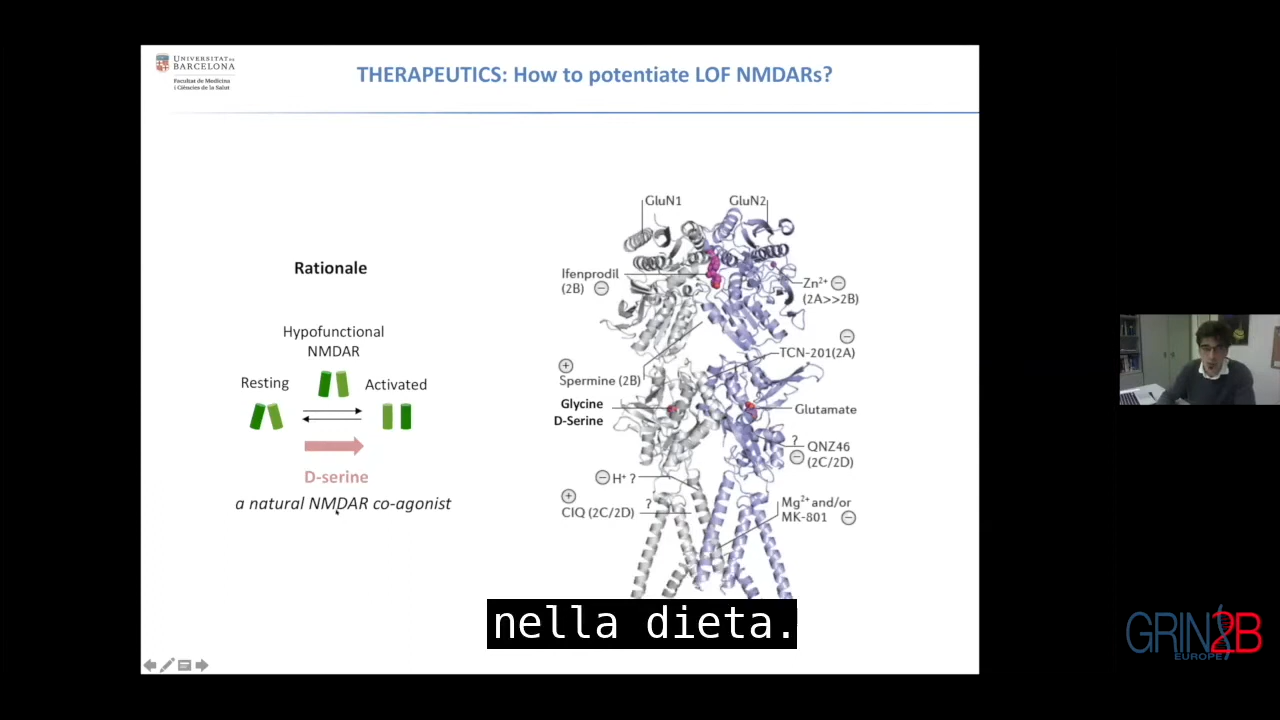 UNIVERSITAT DE
BARCELONA
Facultat de Medicina
i Ciències de la Salut
THERAPEUTICS: How to potentiate LOF NMDARs?
Rationale
Hypofunctional
NMDAR
Resting
Activated
D-serine
a natural NMDAR co-agonist
GluN1
GluN2
Ifenprodil
(2B) −
Zn²⁺ −
(2A>>2B)
−
TCN-201(2A)
+
Spermine (2B)
Glycine
D-Serine
Glutamate
?
QNZ46
− (2C/2D)
− H⁺ ?
+
CIQ (2C/2D)
?
Mg²⁺ and/or
MK-801 −
nella dieta.
GRIN2B
EUROPE